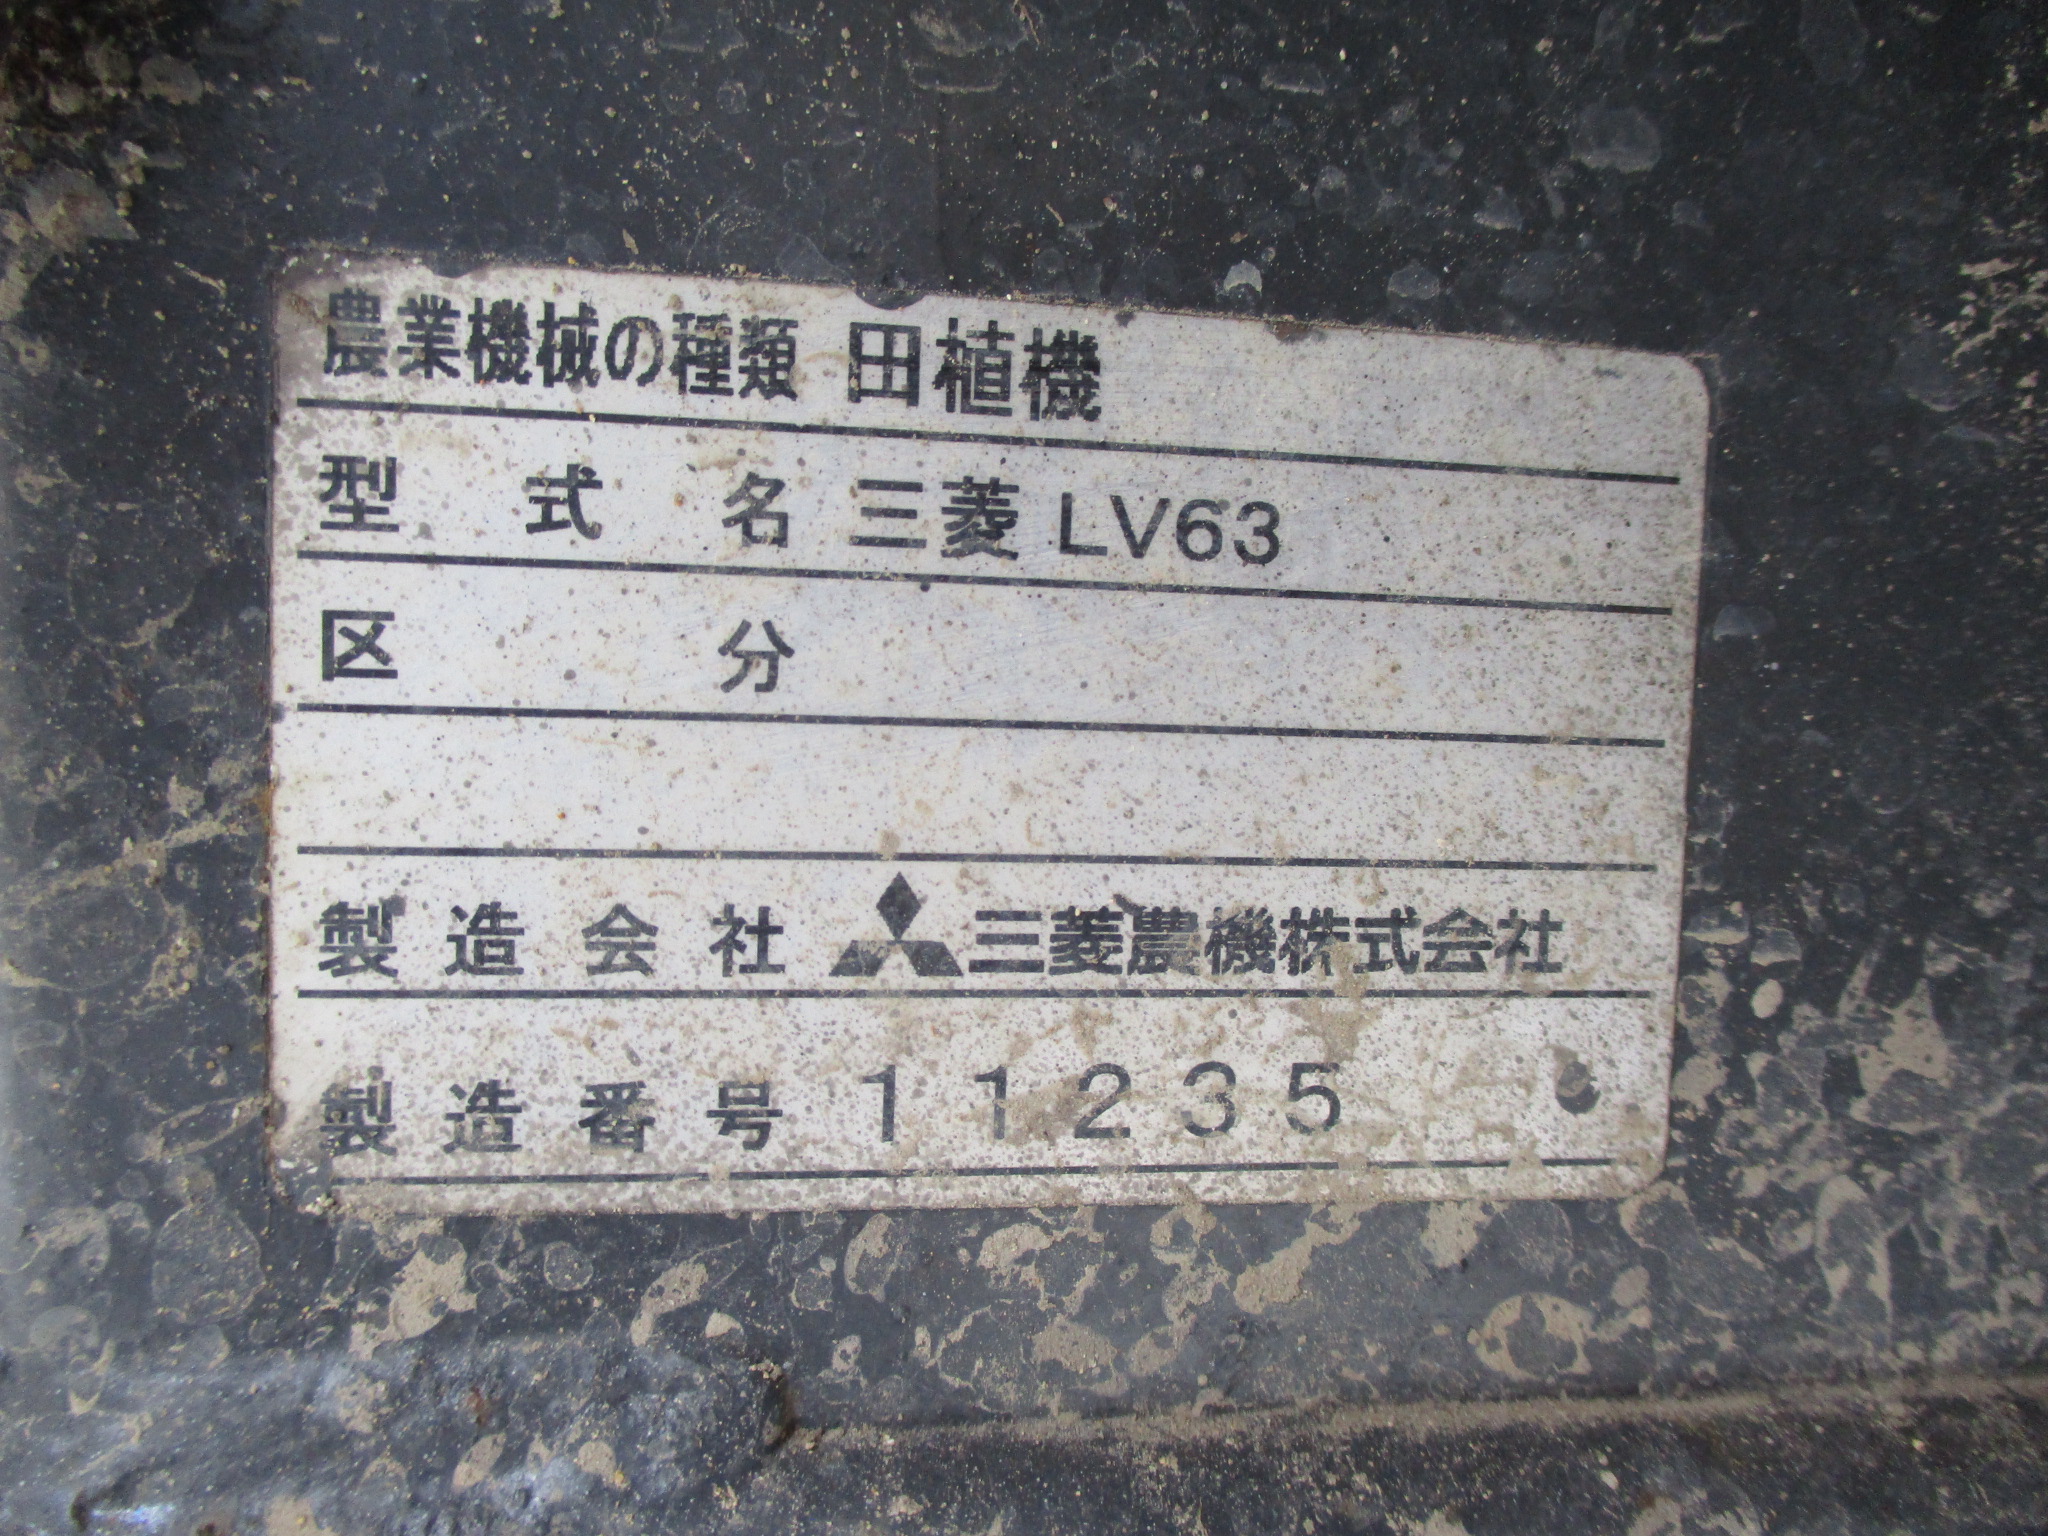 農業機械の種類 田植機
型式名 三菱 LV63
区分
製造会社 三菱農機株式会社
製造番号 11235